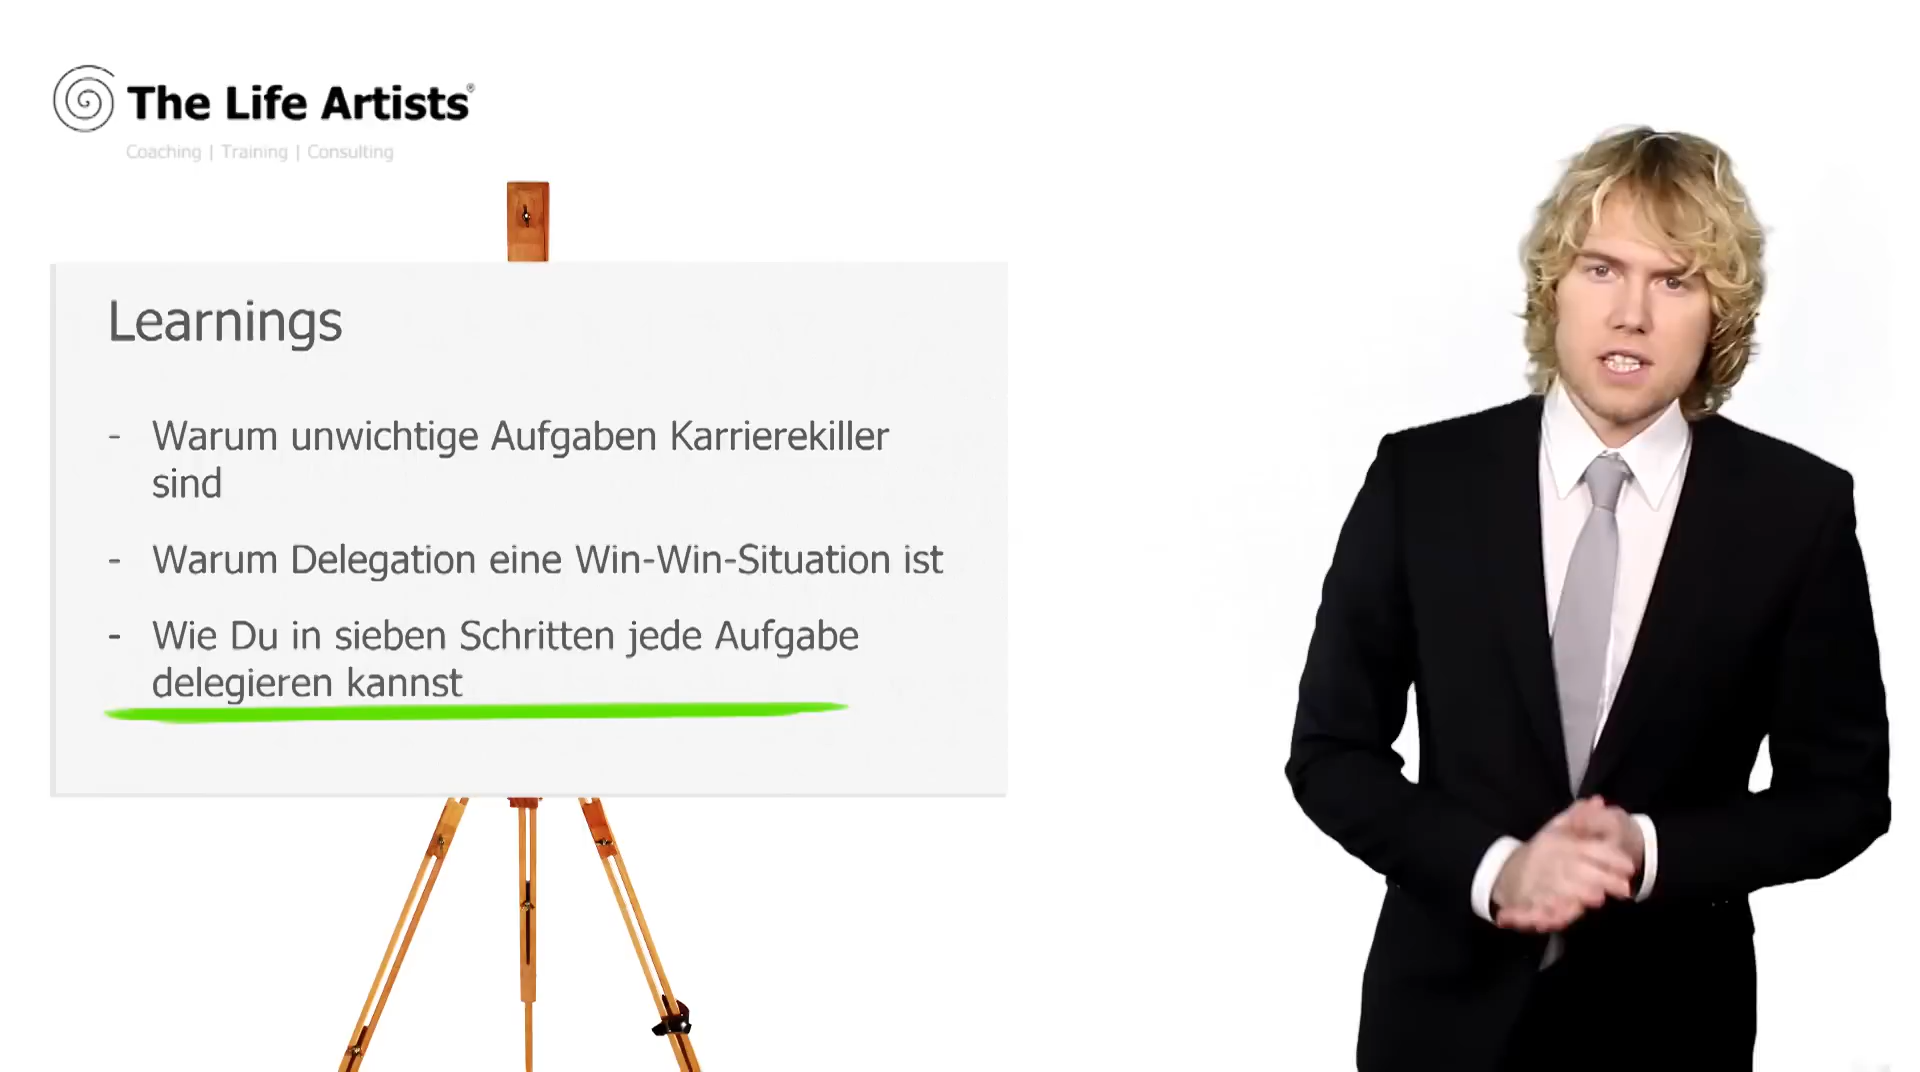 The Life Artists®
Coaching | Training | Consulting
Learnings
- Warum unwichtige Aufgaben Karrierekiller
sind
- Warum Delegation eine Win-Win-Situation ist
- Wie Du in sieben Schritten jede Aufgabe
delegieren kannst